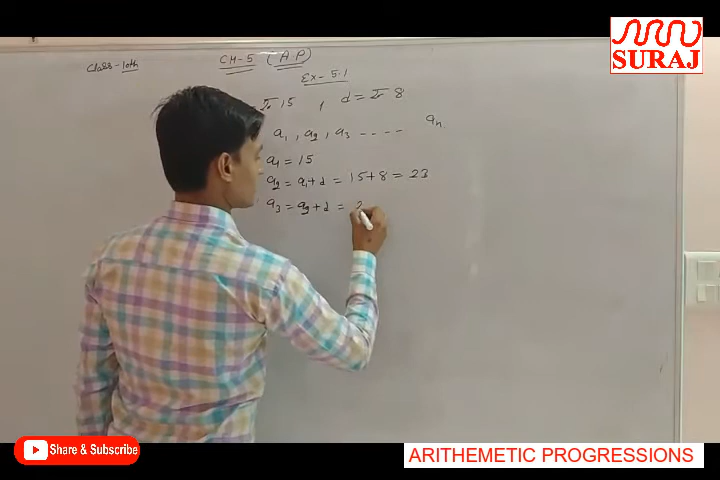 SURAJ
Class-10th
CH-5 (A.P)
Ex-5.1
15 , d = 8
a₁, a₂, a₃ ---- aₙ
a₁ = 15
a₂ = a₁+d = 15+8 = 23
a₃ = a₂+d = 2
Share & Subscribe
ARITHEMETIC PROGRESSIONS